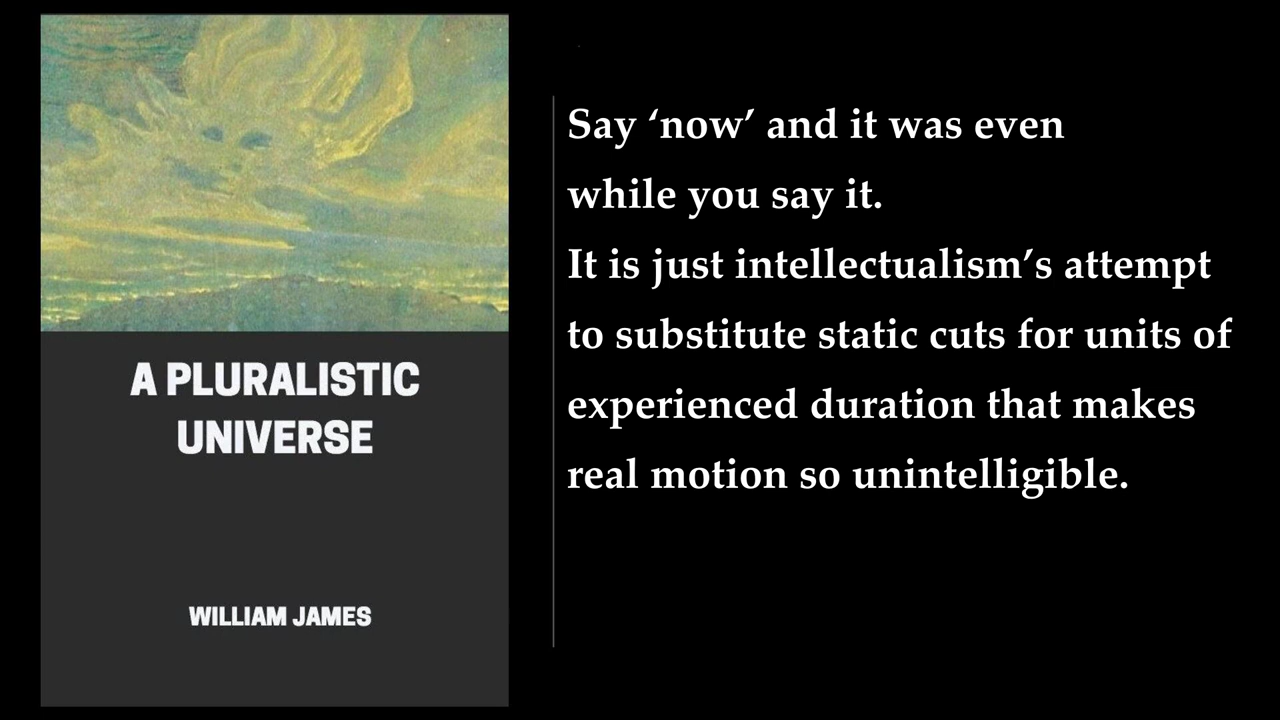 A PLURALISTIC
UNIVERSE
WILLIAM JAMES
Say ‘now’ and it was even
while you say it.
It is just intellectualism’s attempt
to substitute static cuts for units of
experienced duration that makes
real motion so unintelligible.